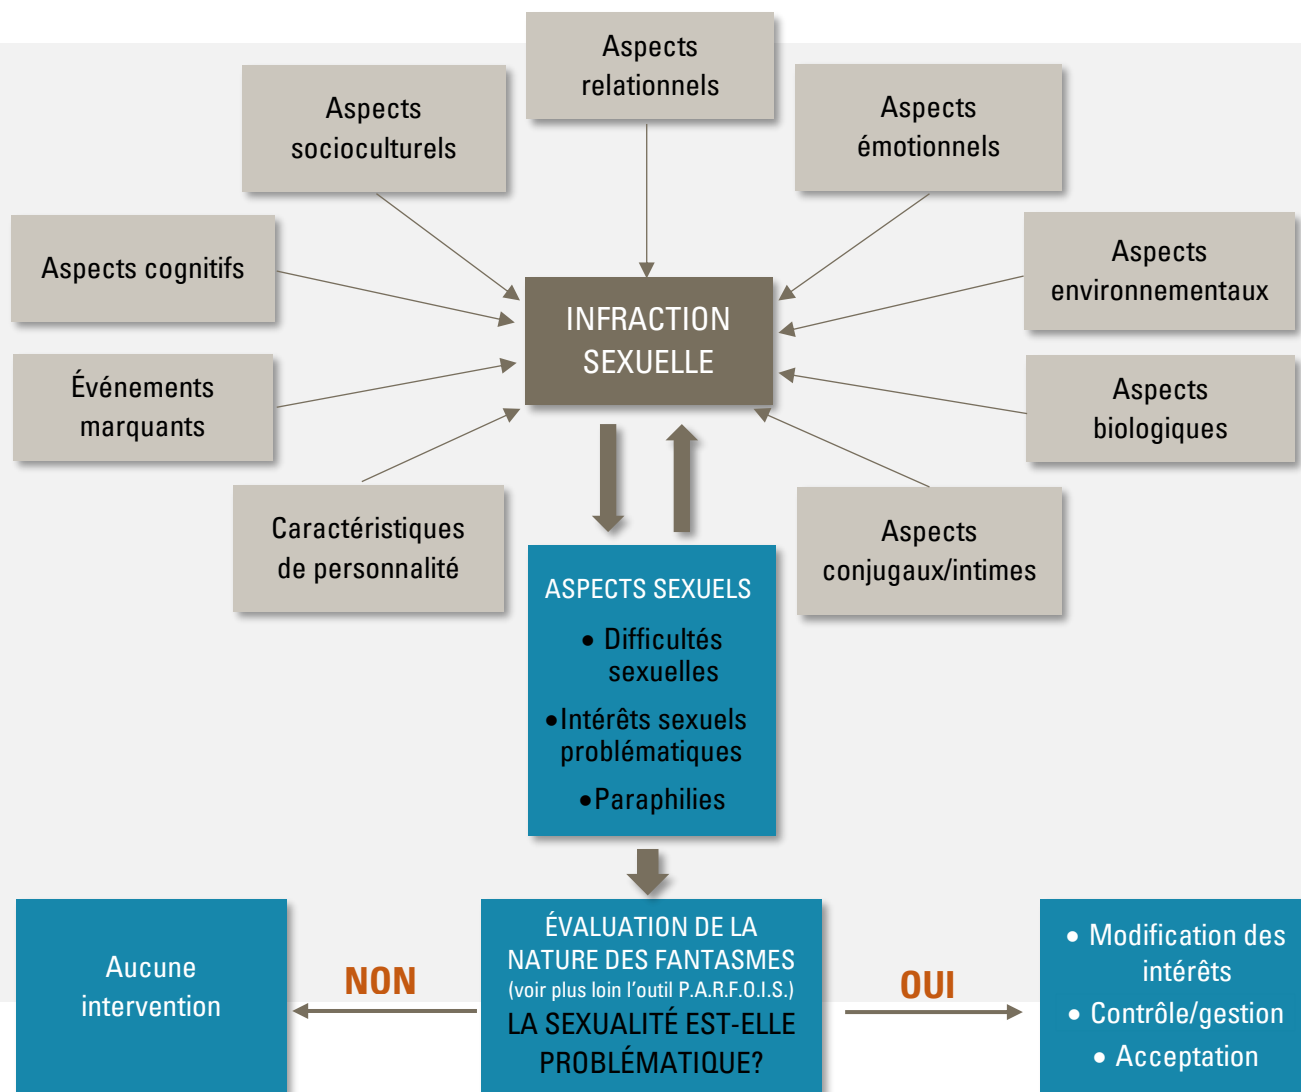 Aspects
relationnels
Aspects
socioculturels
Aspects
émotionnels
Aspects cognitifs
Aspects
environnementaux
INFRACTION
SEXUELLE
Événements
marquants
Aspects
biologiques
Caractéristiques
de personnalité
Aspects
conjugaux/intimes
ASPECTS SEXUELS
• Difficultés
sexuelles
•Intérêts sexuels
problématiques
•Paraphilies
Aucune
intervention
NON
ÉVALUATION DE LA
NATURE DES FANTASMES
(voir plus loin l’outil P.A.R.F.O.I.S.)
LA SEXUALITÉ EST-ELLE
PROBLÉMATIQUE?
OUI
• Modification des
intérêts
• Contrôle/gestion
• Acceptation